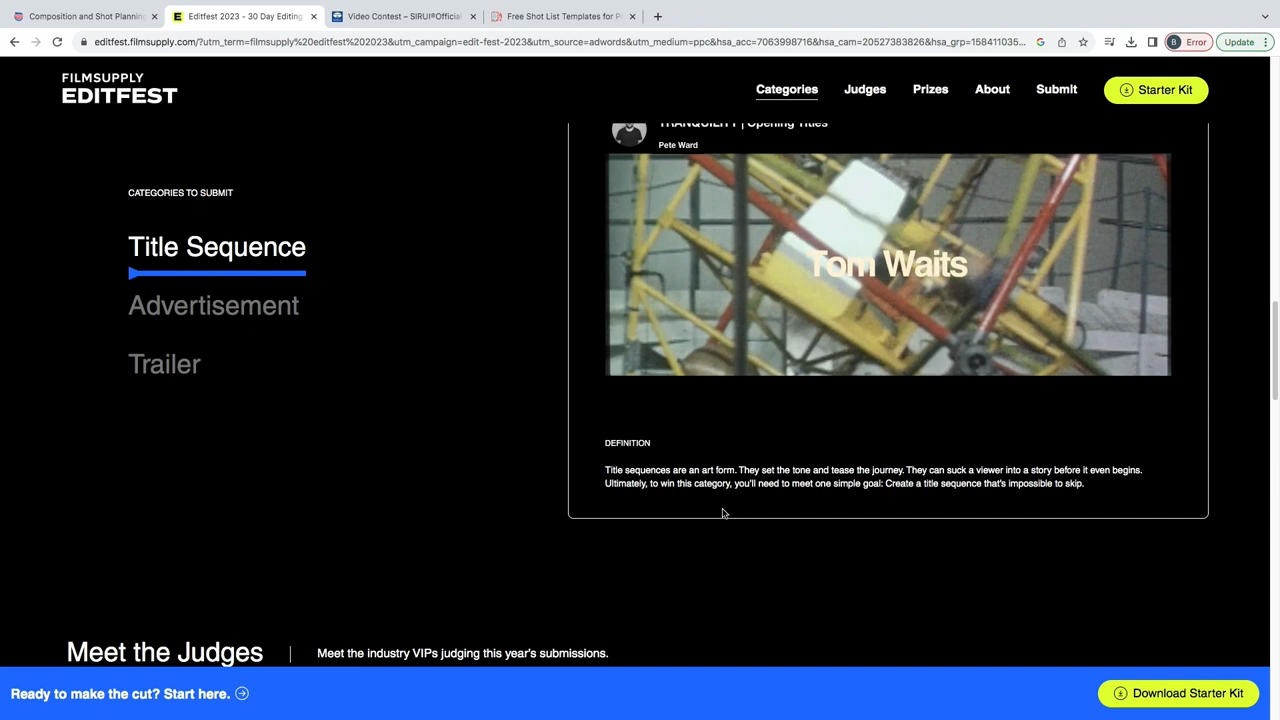 Composition and Shot Planning
Editfest 2023 - 30 Day Editing
Video Contest – SIRUI®Official
Free Shot List Templates for P
editfest.filmsupply.com/?utm_term=filmsupply%20editfest%202023&utm_campaign=edit-fest-2023&utm_source=adwords&utm_medium=ppc&hsa_acc=7063998716&hsa_cam=20527383826&hsa_grp=158411035...
B Error
Update
FILMSUPPLY
EDITFEST
Categories
Judges
Prizes
About
Submit
Starter Kit
TRANQUILITY | Opening Titles
Pete Ward
CATEGORIES TO SUBMIT
Title Sequence
Advertisement
Trailer
Tom Waits
DEFINITION
Title sequences are an art form. They set the tone and tease the journey. They can suck a viewer into a story before it even begins.
Ultimately, to win this category, you'll need to meet one simple goal: Create a title sequence that's impossible to skip.
Meet the Judges
Meet the industry VIPs judging this year's submissions.
Ready to make the cut? Start here.
Download Starter Kit